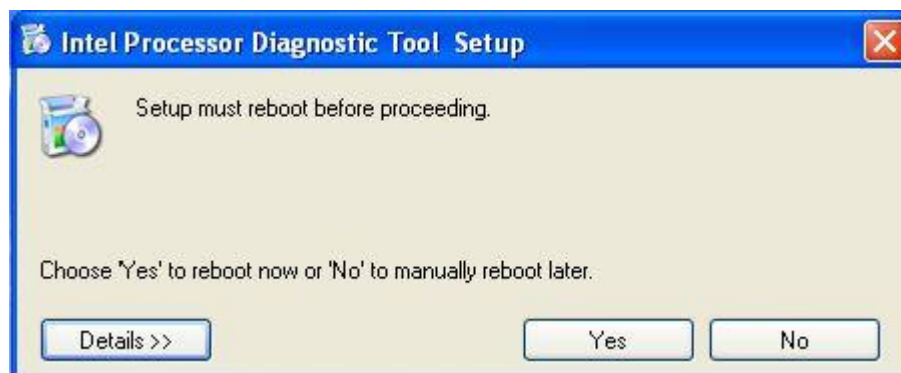 Intel Processor Diagnostic Tool Setup
Setup must reboot before proceeding.
Choose 'Yes' to reboot now or 'No' to manually reboot later.
Details >>
Yes
No